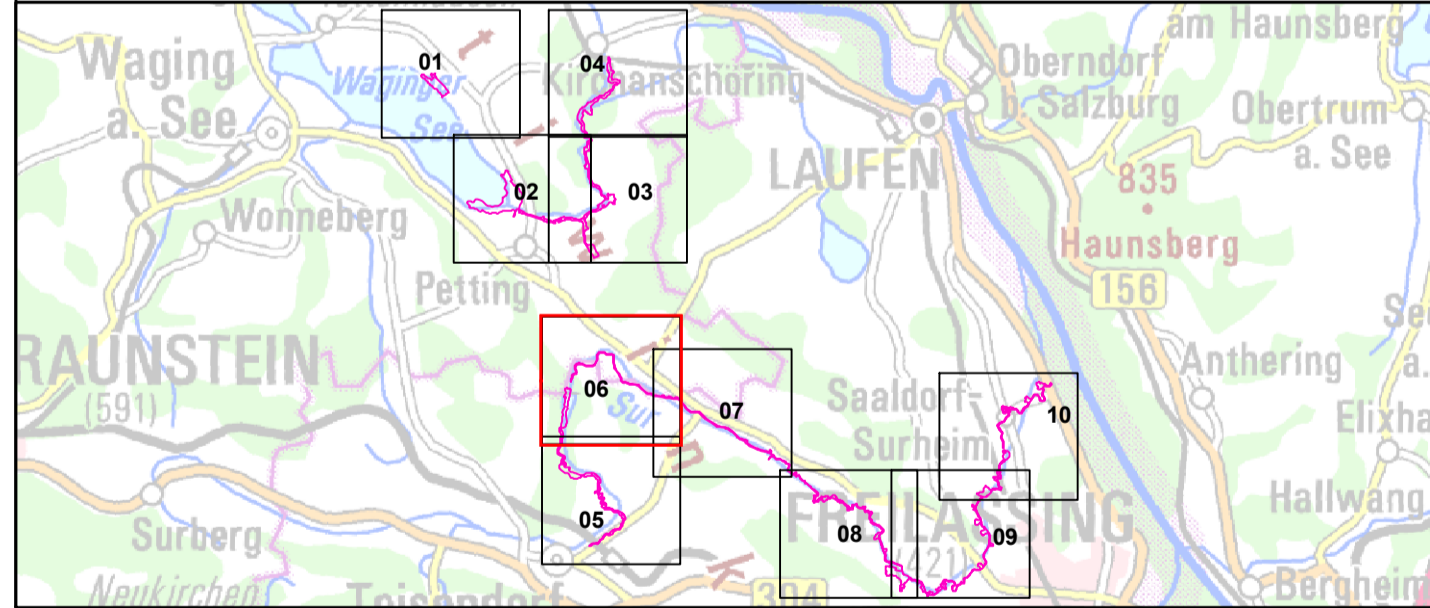 am Haunsberg
Waging
a. See
01
t
Waginger
See
04
Kirchanschöring
i
Oberndorf
b. Salzburg
Obertrum
a. See
LAUFEN
835
Haunsberg
02
03
Wonneberg
w
Petting
156
See
RAUNSTEIN
(591)
06
Sur
i
07
n
Saaldorf-
Surheim
10
Anthering
a.
Elixha
Hallwang
05
Surberg
FREILASSING
(421)
08
09
k
Neukirchen
Teisendorf
304
Bergheim